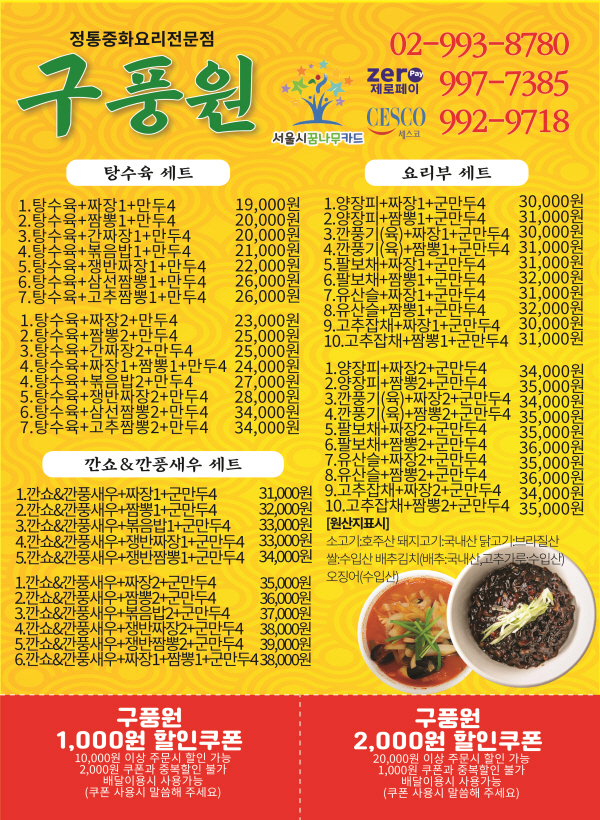 정통중화요리전문점
구풍원
서울시꿈나무카드
zero Pay
제로페이
CESCO
세스코
02-993-8780
997-7385
992-9718
탕수육 세트
1.탕수육+짜장1+만두4 19,000원
2.탕수육+짬뽕1+만두4 20,000원
3.탕수육+간짜장1+만두4 20,000원
4.탕수육+볶음밥1+만두4 21,000원
5.탕수육+쟁반짜장1+만두4 22,000원
6.탕수육+삼선짬뽕1+만두4 26,000원
7.탕수육+고추짬뽕1+만두4 26,000원
1.탕수육+짜장2+만두4 23,000원
2.탕수육+짬뽕2+만두4 25,000원
3.탕수육+간짜장2+만두4 25,000원
4.탕수육+짜장1+짬뽕1+만두4 24,000원
4.탕수육+볶음밥2+만두4 27,000원
5.탕수육+쟁반짜장2+만두4 28,000원
6.탕수육+삼선짬뽕2+만두4 34,000원
7.탕수육+고추짬뽕2+만두4 34,000원
깐쇼&깐풍새우 세트
1.깐쇼&깐풍새우+짜장1+군만두4 31,000원
2.깐쇼&깐풍새우+짬뽕1+군만두4 32,000원
3.깐쇼&깐풍새우+볶음밥1+군만두4 33,000원
4.깐쇼&깐풍새우+쟁반짜장1+군만두4 33,000원
5.깐쇼&깐풍새우+쟁반짬뽕1+군만두4 34,000원
1.깐쇼&깐풍새우+짜장2+군만두4 35,000원
2.깐쇼&깐풍새우+짬뽕2+군만두4 36,000원
3.깐쇼&깐풍새우+볶음밥2+군만두4 37,000원
4.깐쇼&깐풍새우+쟁반짜장2+군만두4 38,000원
5.깐쇼&깐풍새우+쟁반짬뽕2+군만두4 39,000원
6.깐쇼&깐풍새우+짜장1+짬뽕1+군만두4 38,000원
요리부 세트
1.양장피+짜장1+군만두4 30,000원
2.양장피+짬뽕1+군만두4 31,000원
3.깐풍기(육)+짜장1+군만두4 30,000원
4.깐풍기(육)+짬뽕1+군만두4 31,000원
5.팔보채+짜장1+군만두4 31,000원
6.팔보채+짬뽕1+군만두4 32,000원
7.유산슬+짜장1+군만두4 31,000원
8.유산슬+짬뽕1+군만두4 32,000원
9.고추잡채+짜장1+군만두4 30,000원
10.고추잡채+짬뽕1+군만두4 31,000원
1.양장피+짜장2+군만두4 34,000원
2.양장피+짬뽕2+군만두4 35,000원
3.깐풍기(육)+짜장2+군만두4 34,000원
4.깐풍기(육)+짬뽕2+군만두4 35,000원
5.팔보채+짜장2+군만두4 35,000원
6.팔보채+짬뽕2+군만두4 36,000원
7.유산슬+짜장2+군만두4 35,000원
8.유산슬+짬뽕2+군만두4 36,000원
9.고추잡채+짜장2+군만두4 34,000원
10.고추잡채+짬뽕2+군만두4 35,000원
[원산지표시]
소고기:호주산 돼지고기:국내산 닭고기:브라질산
쌀:수입산 배추김치(배추:국내산,고추가루:수입산)
오징어(수입산)
구풍원
1,000원 할인쿠폰
10,000원 이상 주문시 할인 가능
2,000원 쿠폰과 중복할인 불가
배달이용시 사용가능
(쿠폰 사용시 말씀해 주세요)
구풍원
2,000원 할인쿠폰
20,000원 이상 주문시 할인 가능
1,000원 쿠폰과 중복할인 불가
배달이용시 사용가능
(쿠폰 사용시 말씀해 주세요)